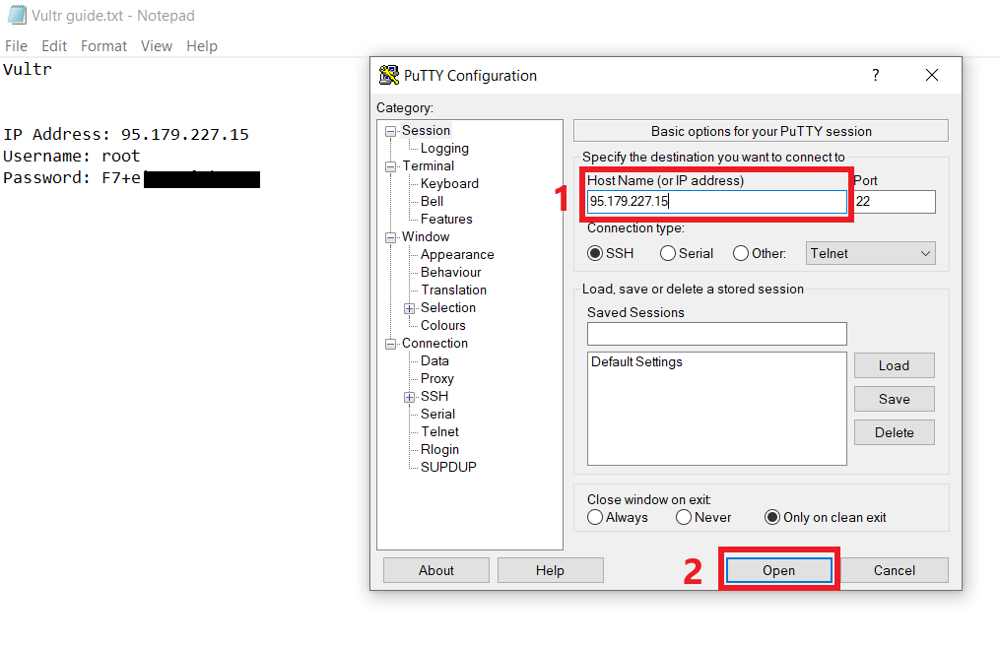 Vultr guide.txt - Notepad
File Edit Format View Help
Vultr
IP Address: 95.179.227.15
Username: root
Password: F7+e
PuTTY Configuration
?
Category:
Session
Logging
Terminal
Keyboard
Bell
Features
Window
Appearance
Behaviour
Translation
Selection
Colours
Connection
Data
Proxy
SSH
Serial
Telnet
Rlogin
SUPDUP
Basic options for your PuTTY session
Specify the destination you want to connect to
Host Name (or IP address) Port
1 95.179.227.15 22
Connection type:
SSH Serial Other: Telnet
Load, save or delete a stored session
Saved Sessions
Default Settings
Load
Save
Delete
Close window on exit:
Always Never Only on clean exit
About Help 2 Open Cancel